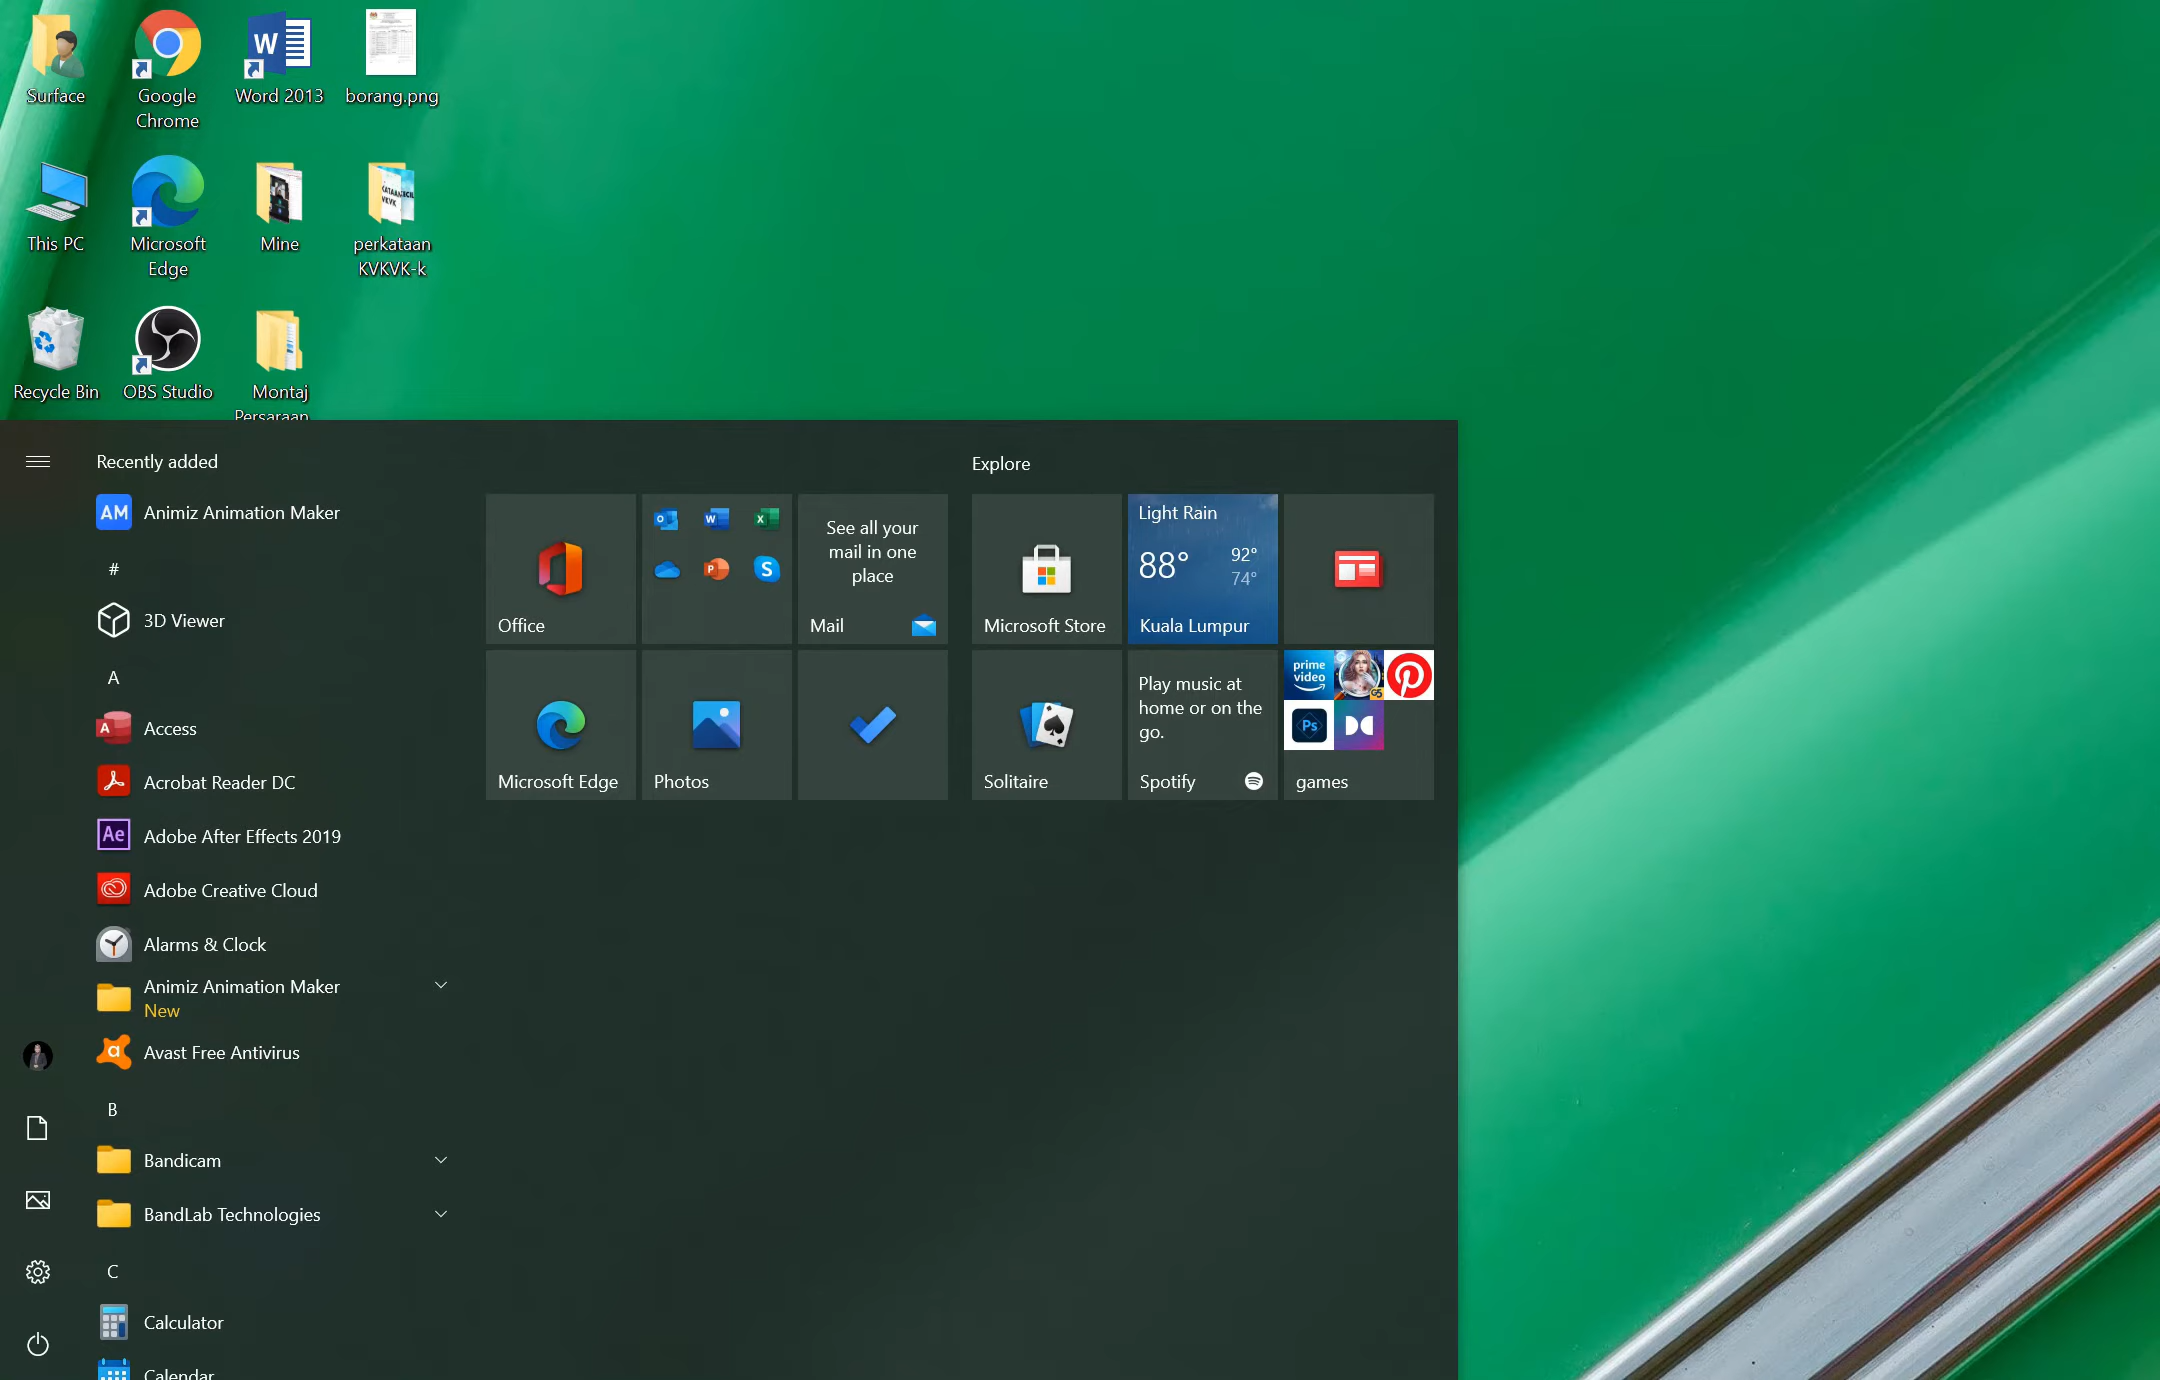 Surface
Google
Chrome
Word 2013
borang.png
This PC
Microsoft
Edge
Mine
perkataan
KVKVK-k
Recycle Bin
OBS Studio
Montaj
Persaraan
Recently added
AM
Animiz Animation Maker
#
3D Viewer
A
Access
Acrobat Reader DC
Adobe After Effects 2019
Adobe Creative Cloud
Alarms & Clock
Animiz Animation Maker
New
Avast Free Antivirus
B
Bandicam
BandLab Technologies
C
Calculator
Calendar
Office
See all your
mail in one
place
Mail
Microsoft Edge
Photos
Explore
Microsoft Store
Light Rain
88°
92°
74°
Kuala Lumpur
Solitaire
Play music at
home or on the
go.
Spotify
prime
video
G5
Ps
games